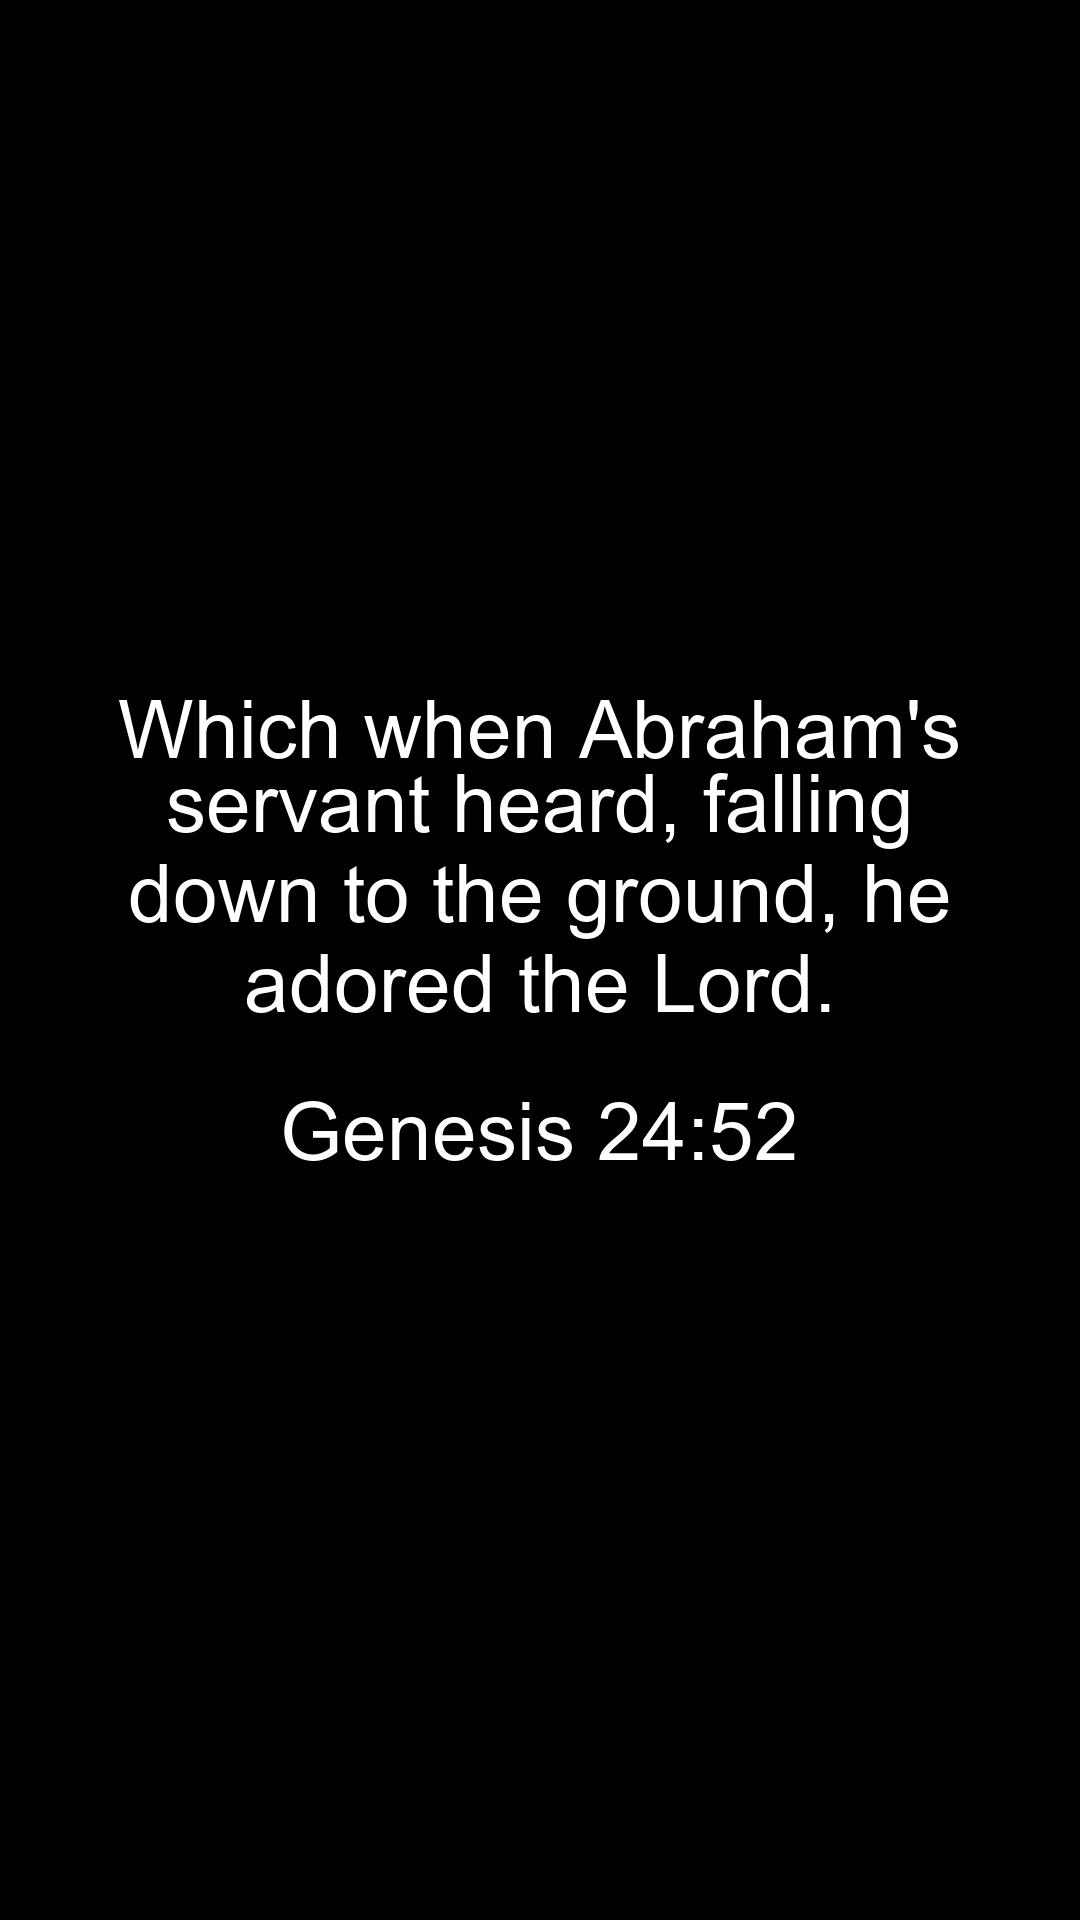 Which when Abraham's
servant heard, falling
down to the ground, he
adored the Lord.
Genesis 24:52